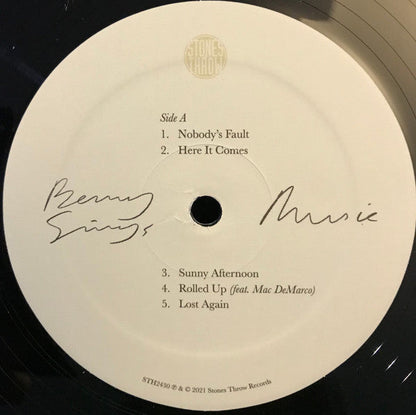 STONES
THROW
Side A
1. Nobody's Fault
2. Here It Comes
Benny
Sings
Music
3. Sunny Afternoon
4. Rolled Up (feat. Mac DeMarco)
5. Lost Again
STH2430 ℗ & © 2021 Stones Throw Records